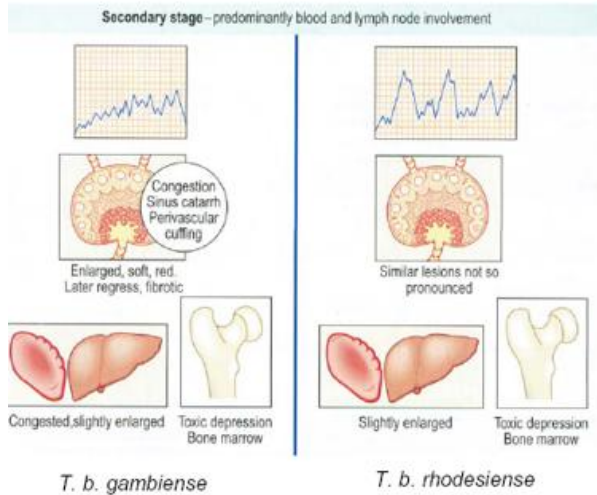 Secondary stage – predominantly blood and lymph node involvement
Congestion
Sinus catarrh
Perivascular
cuffing
Enlarged, soft, red.
Later regress, fibrotic
Congested,slightly enlarged
Toxic depression
Bone marrow
T. b. gambiense
Similar lesions not so
pronounced
Slightly enlarged
Toxic depression
Bone marrow
T. b. rhodesiense